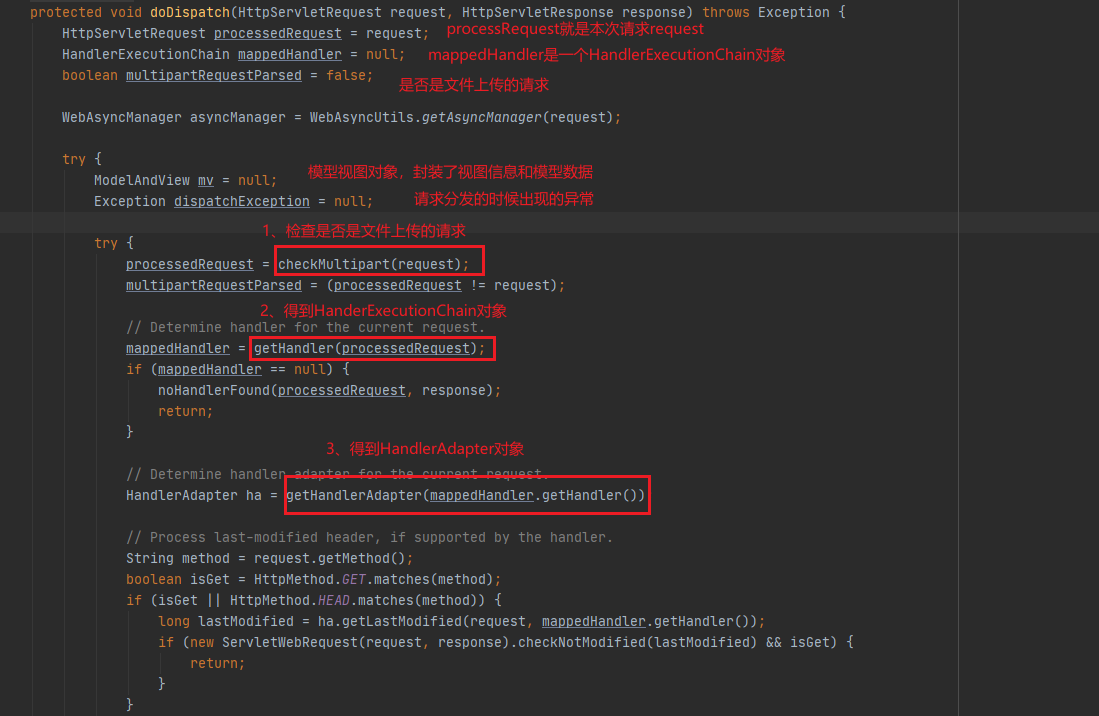 protected void doDispatch(HttpServletRequest request, HttpServletResponse response) throws Exception {
HttpServletRequest processedRequest = request; processRequest就是本次请求request
HandlerExecutionChain mappedHandler = null; mappedHandler是一个HandlerExecutionChain对象
boolean multipartRequestParsed = false; 是否是文件上传的请求
WebAsyncManager asyncManager = WebAsyncUtils.getAsyncManager(request);
try {
模型视图对象，封装了视图信息和模型数据
ModelAndView mv = null;
Exception dispatchException = null; 请求分发的时候出现的异常
1、检查是否是文件上传的请求
try {
processedRequest = checkMultipart(request);
multipartRequestParsed = (processedRequest != request);
2、得到HanderExecutionChain对象
// Determine handler for the current request.
mappedHandler = getHandler(processedRequest);
if (mappedHandler == null) {
noHandlerFound(processedRequest, response);
return;
}
3、得到HandlerAdapter对象
// Determine handler adapter for the current request.
HandlerAdapter ha = getHandlerAdapter(mappedHandler.getHandler())
// Process last-modified header, if supported by the handler.
String method = request.getMethod();
boolean isGet = HttpMethod.GET.matches(method);
if (isGet || HttpMethod.HEAD.matches(method)) {
long lastModified = ha.getLastModified(request, mappedHandler.getHandler());
if (new ServletWebRequest(request, response).checkNotModified(lastModified) && isGet) {
return;
}
}